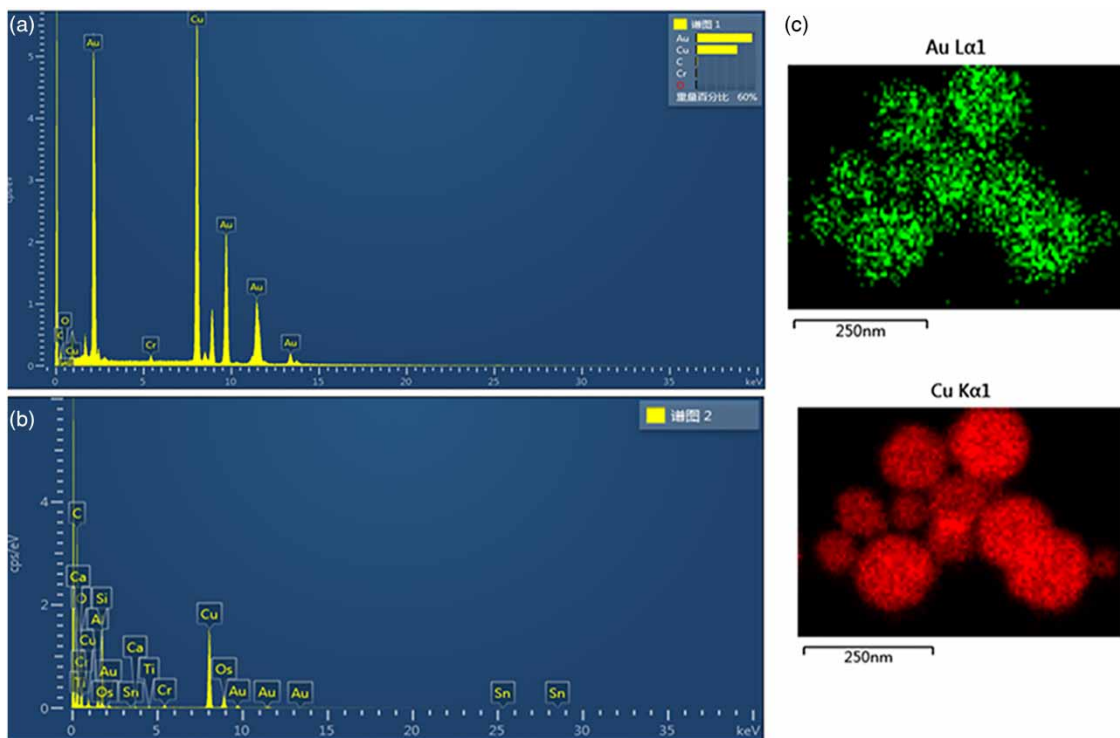 (a)
Cu
Au
谱图 1
Au
Cu
C
Cr
O
重量百分比 60%
5
4
3
2
1
0
Au
Au
O
C
Cu
Cr
Au
0 5 10 15 20 25 30 35 keV
(b)
谱图 2
cps/eV
4
2
0
C
Ca
O Si
Cu
Ca
Cu
Au
Ti
Os
Os Sn
Cr
Au Au Au
Sn Sn
0 5 10 15 20 25 30 35 keV
(c)
Au Lα1
250nm
Cu Kα1
250nm